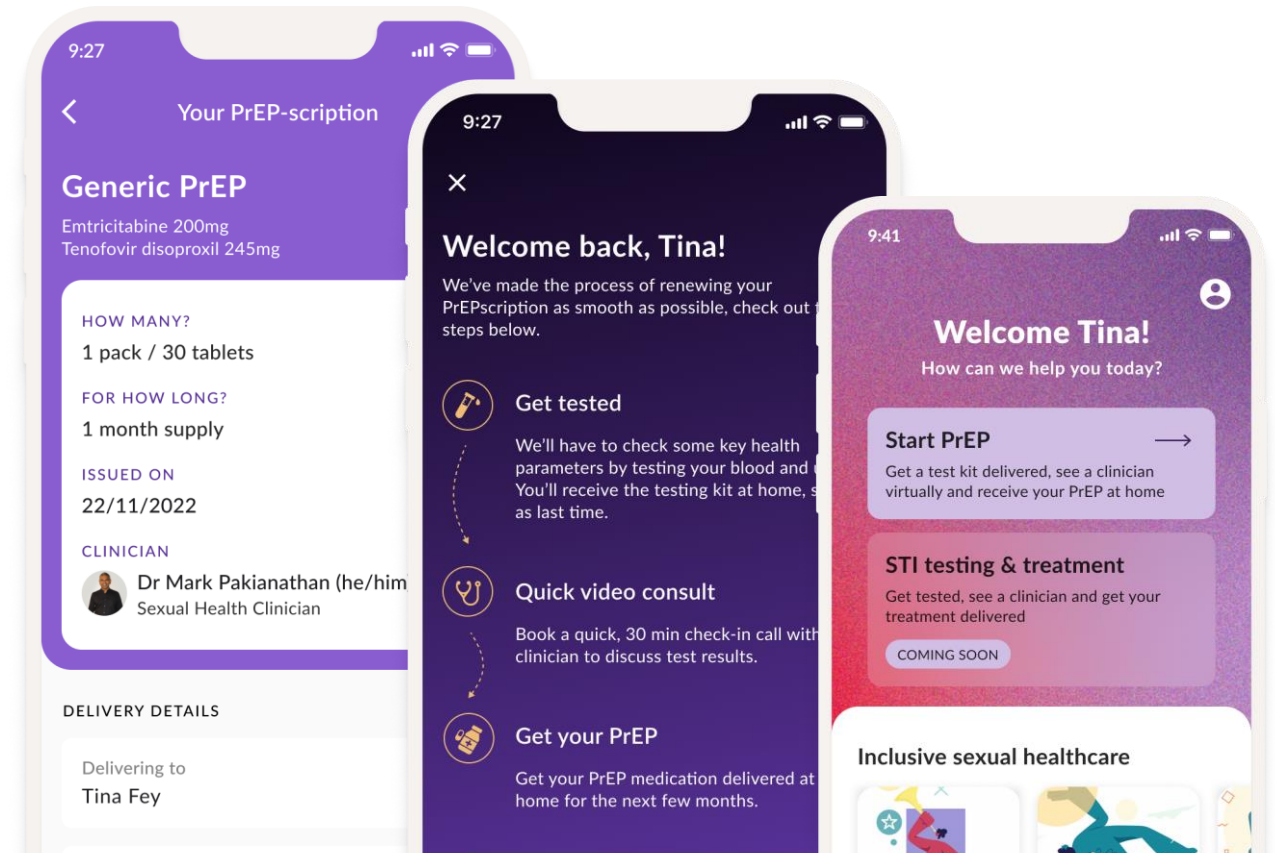 9:27
Your PrEP-scription
Generic PrEP
Emtricitabine 200mg
Tenofovir disoproxil 245mg
HOW MANY?
1 pack / 30 tablets
FOR HOW LONG?
1 month supply
ISSUED ON
22/11/2022
CLINICIAN
Dr Mark Pakianathan (he/him
Sexual Health Clinician
DELIVERY DETAILS
Delivering to
Tina Fey
9:27
Welcome back, Tina!
We've made the process of renewing your
PrEPscription as smooth as possible, check out
steps below.
Get tested
We'll have to check some key health
parameters by testing your blood and
You'll receive the testing kit at home,
as last time.
Quick video consult
Book a quick, 30 min check-in call with
clinician to discuss test results.
Get your PrEP
Get your PrEP medication delivered at
home for the next few months.
9:41
Welcome Tina!
How can we help you today?
Start PrEP
Get a test kit delivered, see a clinician
virtually and receive your PrEP at home
STI testing & treatment
Get tested, see a clinician and get your
treatment delivered
COMING SOON
Inclusive sexual healthcare